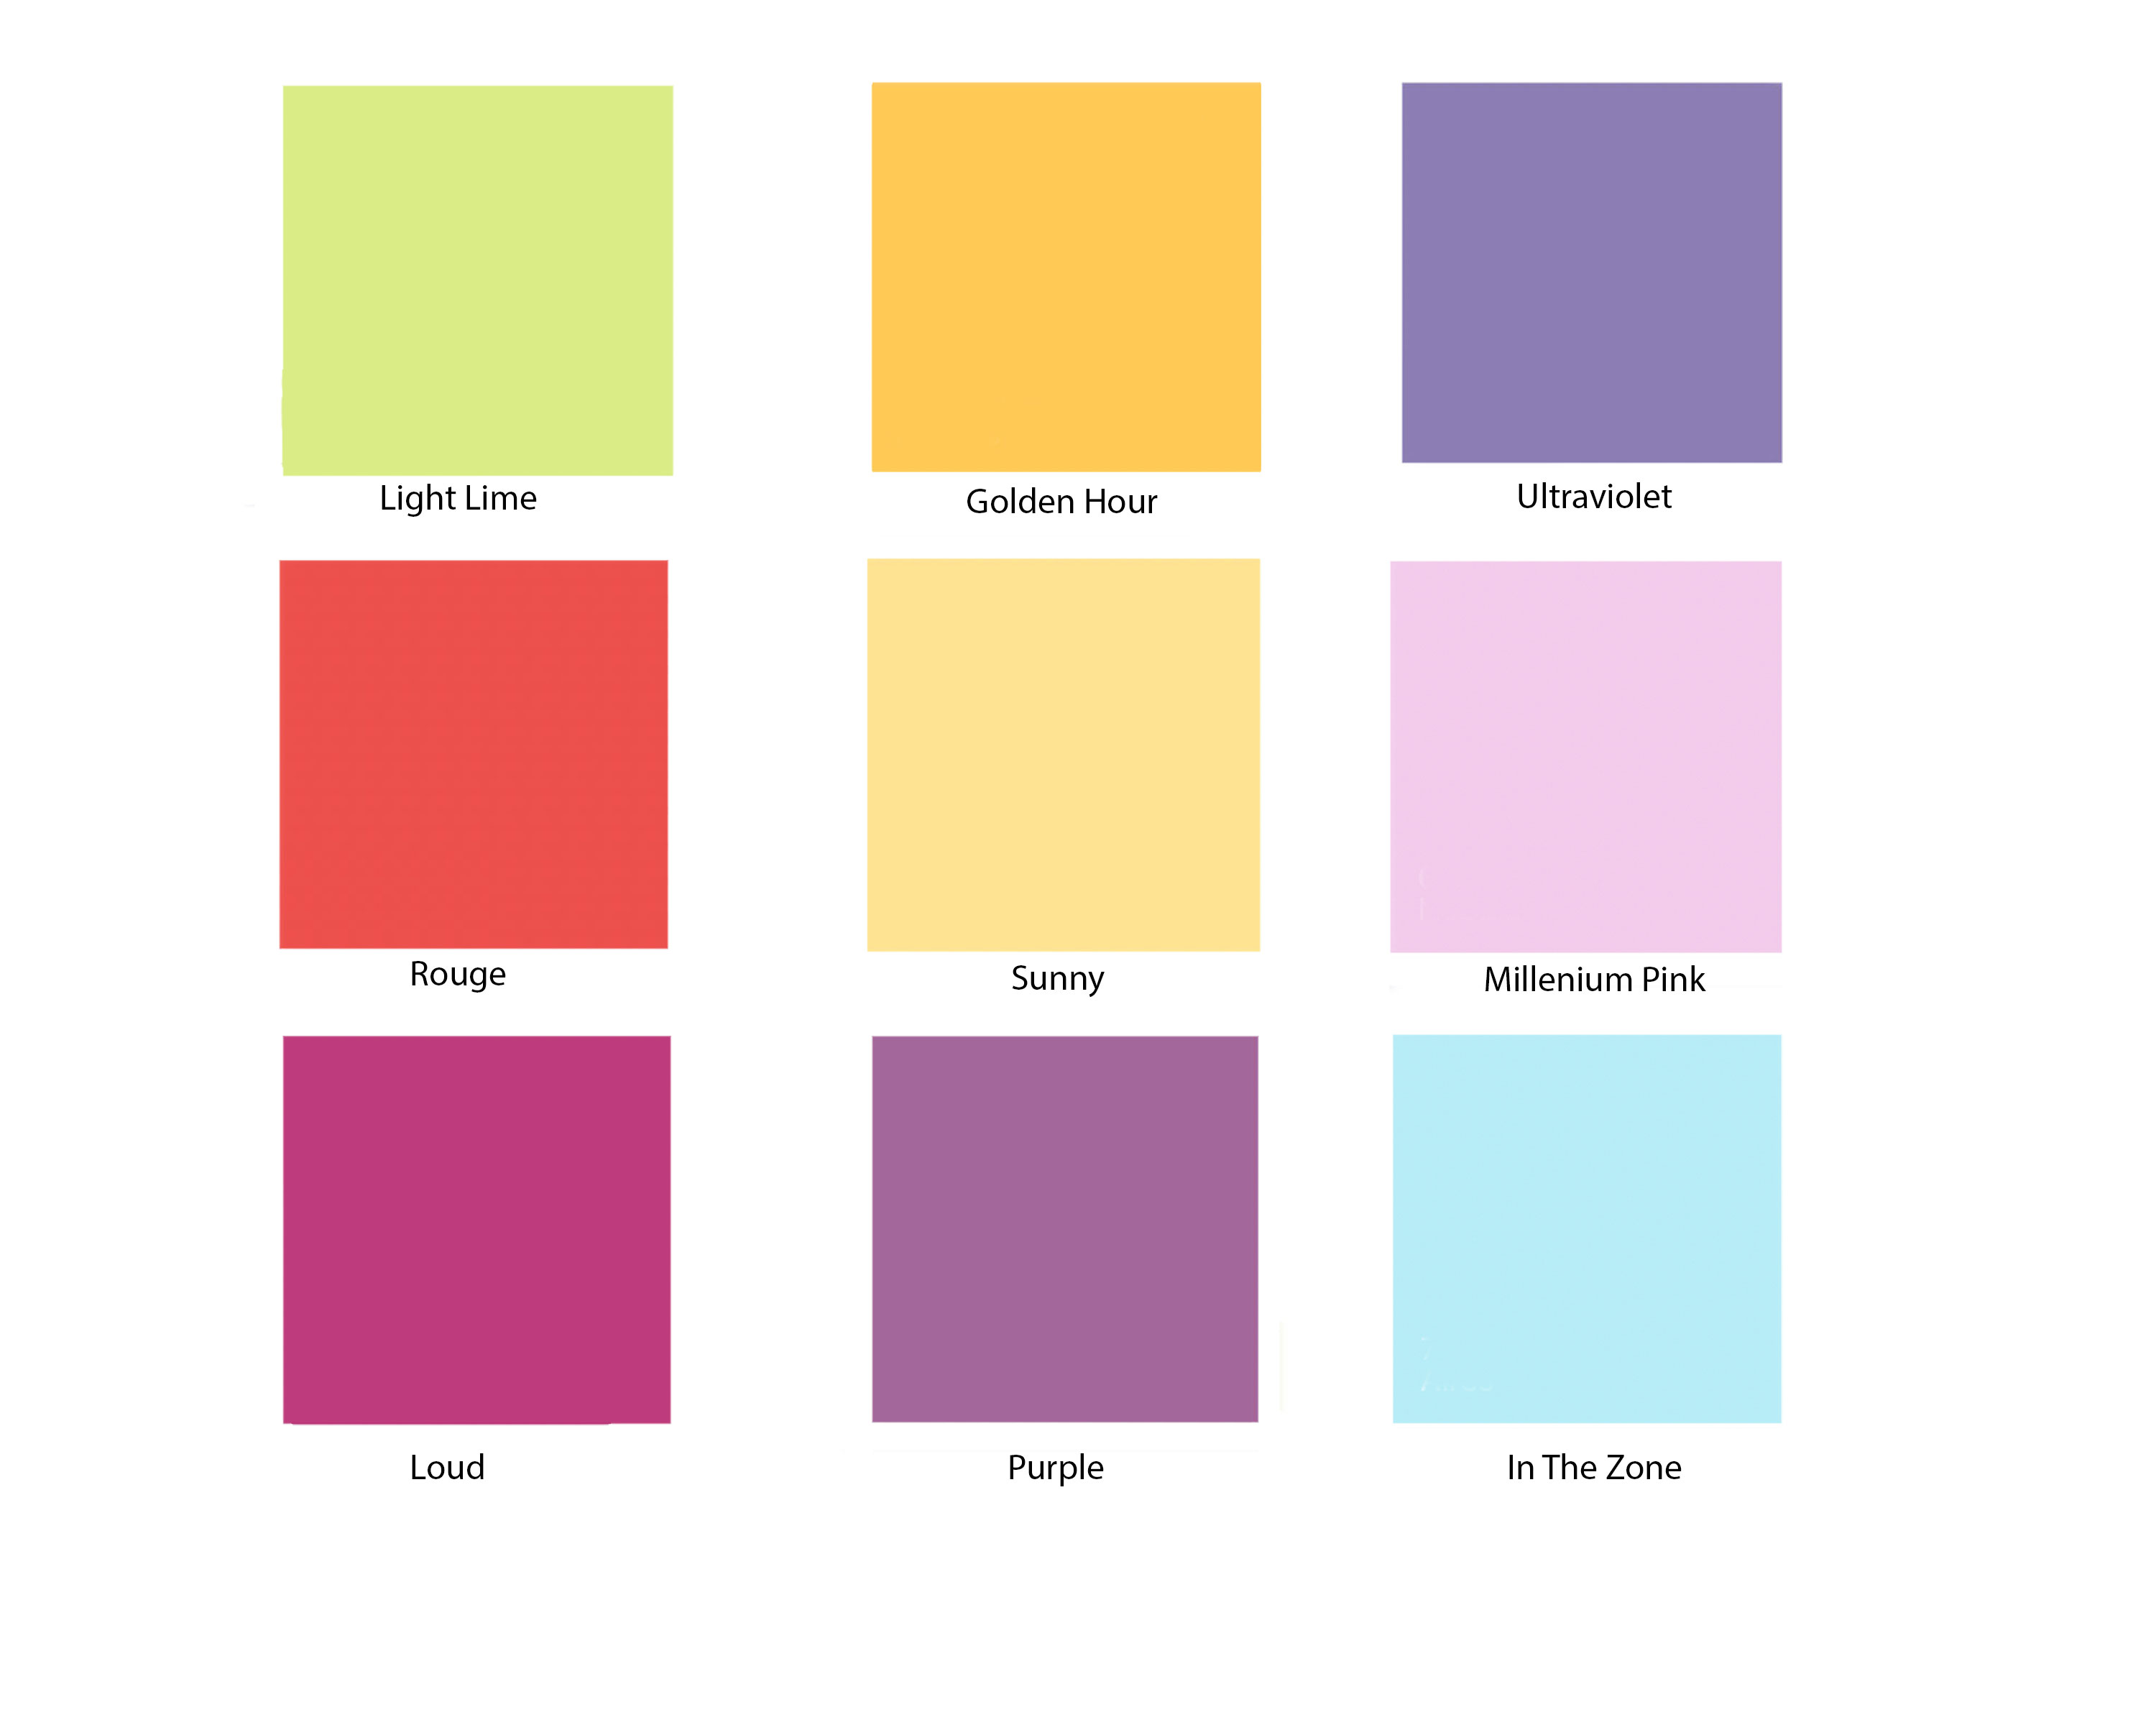 Light Lime
Golden Hour
Ultraviolet
Rouge
Sunny
Millenium Pink
Loud
Purple
In The Zone